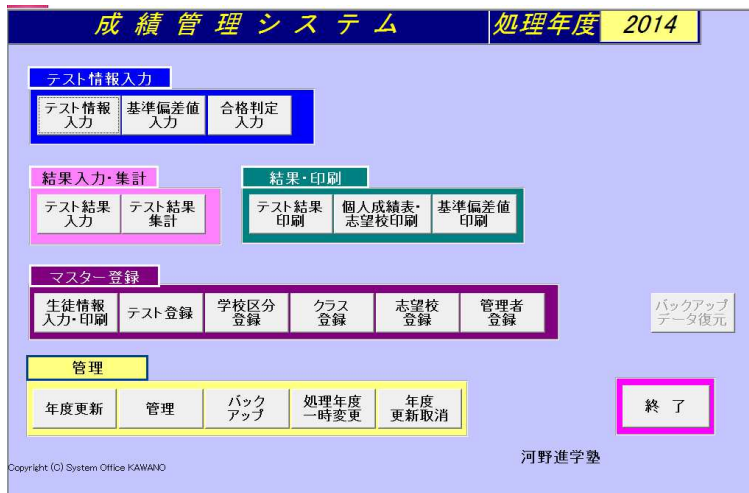 成績管理システム 処理年度 2014
テスト情報入力
テスト情報
入力
基準偏差値
入力
合格判定
入力
結果入力・集計
テスト結果
入力
テスト結果
集計
結果・印刷
テスト結果
印刷
個人成績表・
志望校印刷
基準偏差値
印刷
マスター登録
生徒情報
入力・印刷
テスト登録
学校区分
登録
クラス
登録
志望校
登録
管理者
登録
バックアップ
データ復元
管理
年度更新
管理
バック
アップ
処理年度
一時変更
年度
更新取消
終 了
河野進学塾
Copyright (C) System Office KAWANO